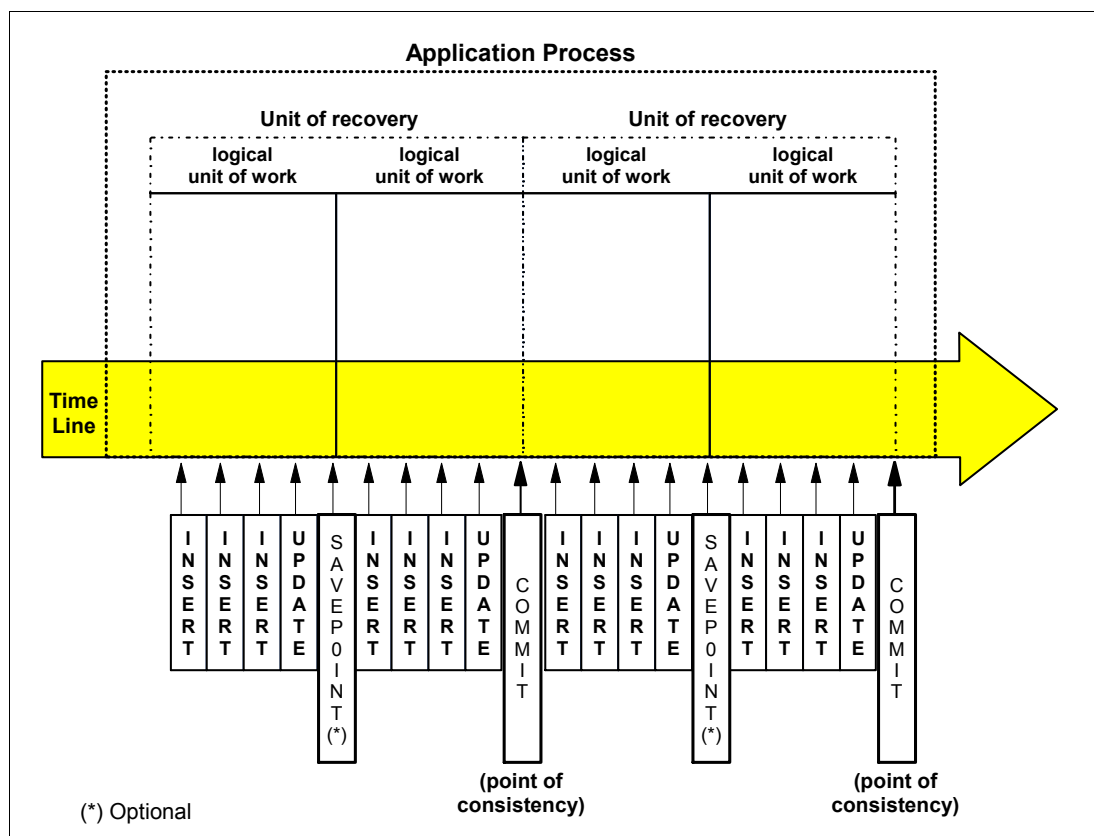 Application Process
Unit of recovery
Unit of recovery
logical
unit of work
logical
unit of work
logical
unit of work
logical
unit of work
Time
Line
INSERT
INSERT
INSERT
UPDATE
SAVEP0INT(*)
INSERT
INSERT
INSERT
UPDATE
COMMIT
INSERT
INSERT
INSERT
UPDATE
SAVEP0INT(*)
INSERT
INSERT
INSERT
UPDATE
COMMIT
(point of
consistency)
(point of
consistency)
(*) Optional